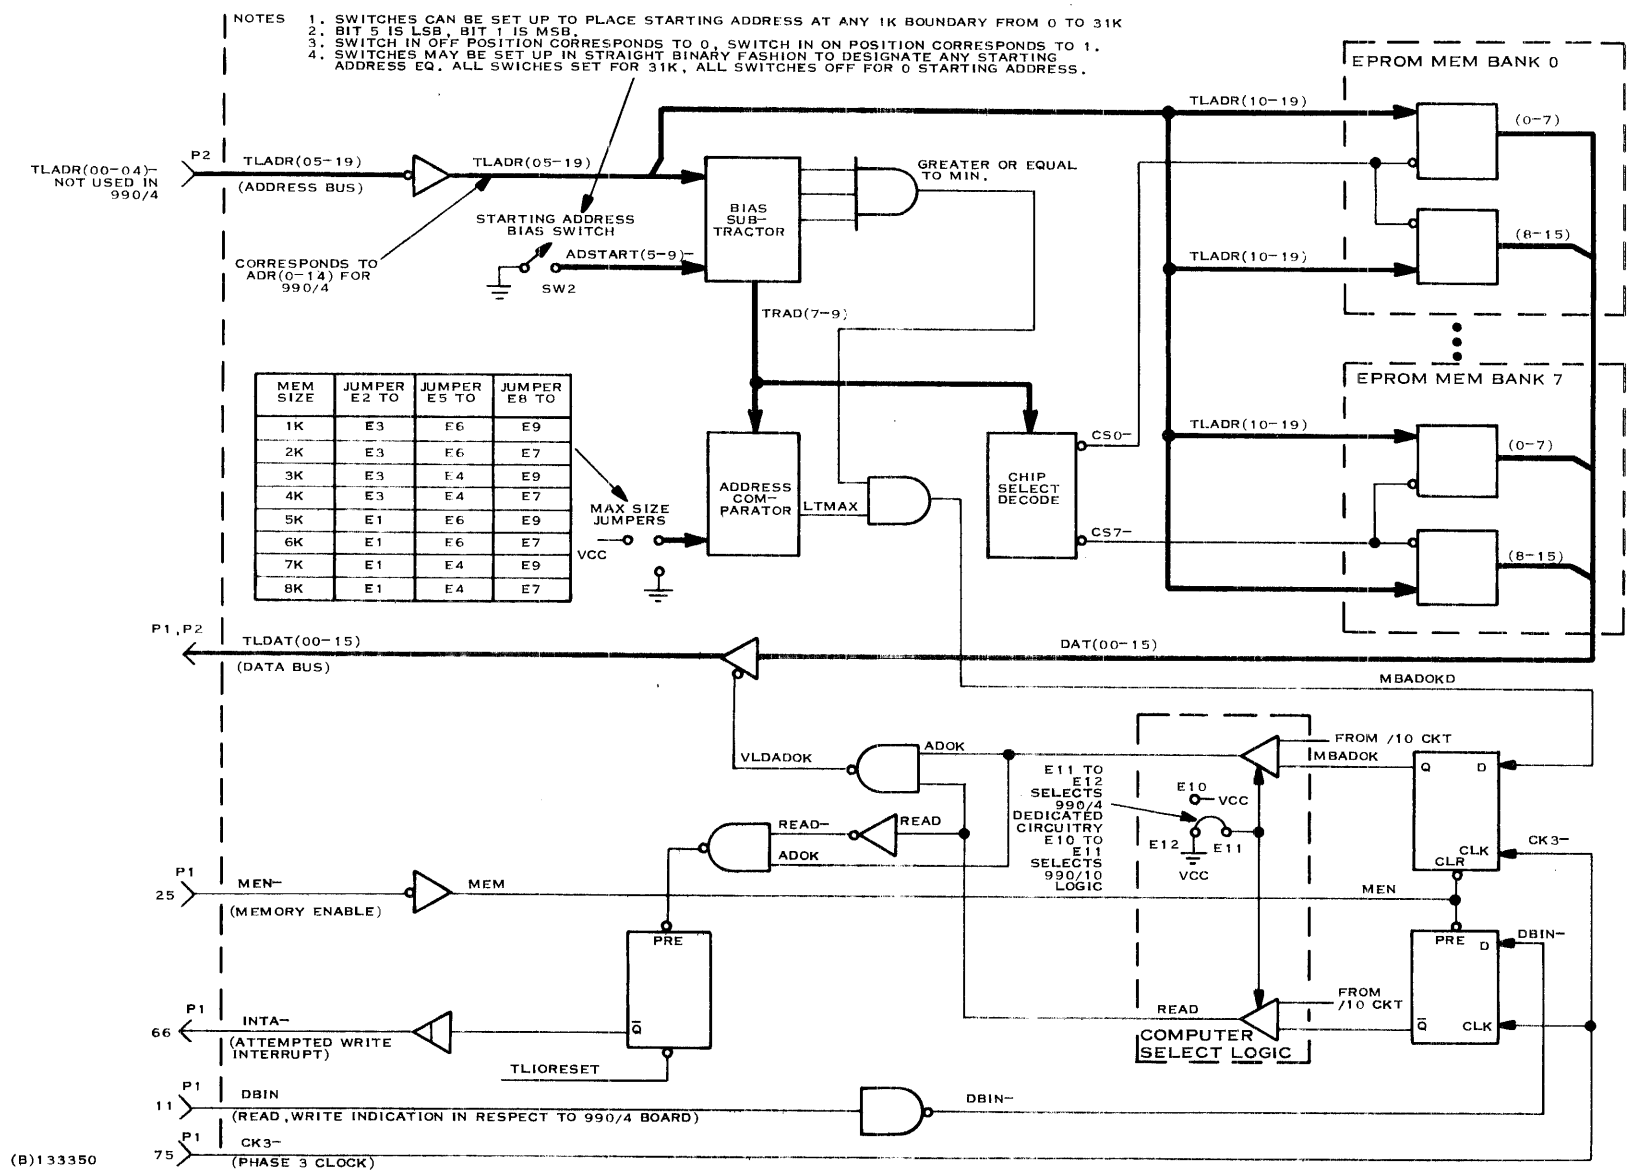 NOTES 1. SWITCHES CAN BE SET UP TO PLACE STARTING ADDRESS AT ANY 1K BOUNDARY FROM 0 TO 31K
2. BIT 5 IS LSB, BIT 1 IS MSB.
3. SWITCH IN OFF POSITION CORRESPONDS TO 0, SWITCH IN ON POSITION CORRESPONDS TO 1.
4. SWITCHES MAY BE SET UP IN STRAIGHT BINARY FASHION TO DESIGNATE ANY STARTING
ADDRESS EQ. ALL SWICHES SET FOR 31K, ALL SWITCHES OFF FOR 0 STARTING ADDRESS.
EPROM MEM BANK 0
TLADR(10-19)
(0-7)
(8-15)
TLADR(10-19)
P2
TLADR(00-04)-
NOT USED IN
990/4
TLADR(05-19)
(ADDRESS BUS)
TLADR(05-19)
GREATER OR EQUAL
TO MIN.
BIAS
SUB-
TRACTOR
STARTING ADDRESS
BIAS SWITCH
ADSTART(5-9)-
SW2
CORRESPONDS TO
ADR(0-14) FOR
990/4
TRAD(7-9)
EPROM MEM BANK 7
TLADR(10-19)
(0-7)
(8-15)
MEM SIZE JUMPER E2 TO JUMPER E5 TO JUMPER E8 TO
1K E3 E6 E9
2K E3 E6 E7
3K E3 E4 E9
4K E3 E4 E7
5K E1 E6 E9
6K E1 E6 E7
7K E1 E4 E9
8K E1 E4 E7
MAX SIZE
JUMPERS
VCC
ADDRESS
COM-
PARATOR
LTMAX
CHIP
SELECT
DECODE
CS0-
CS7-
P1,P2
TLDAT(00-15)
(DATA BUS)
DAT(00-15)
MBADOKD
VLDADOK
ADOK
FROM /10 CKT
MBADOK
Q D
CLK
CLR
CK3-
E11 TO
E12
SELECTS
990/4
DEDICATED
CIRCUITRY
E10 TO
E11
SELECTS
990/10
LOGIC
E10
VCC
E12 E11
VCC
READ-
READ
ADOK
P1
25
MEN-
(MEMORY ENABLE)
MEM
MEN
PRE
Q̅
PRE D
DBIN-
Q̅ CLK
READ
FROM
/10 CKT
COMPUTER
SELECT LOGIC
P1
66
INTA-
(ATTEMPTED WRITE
INTERRUPT)
TLIORESET
P1
11
DBIN
(READ,WRITE INDICATION IN RESPECT TO 990/4 BOARD)
DBIN-
P1
75
CK3-
(PHASE 3 CLOCK)
(B)133350